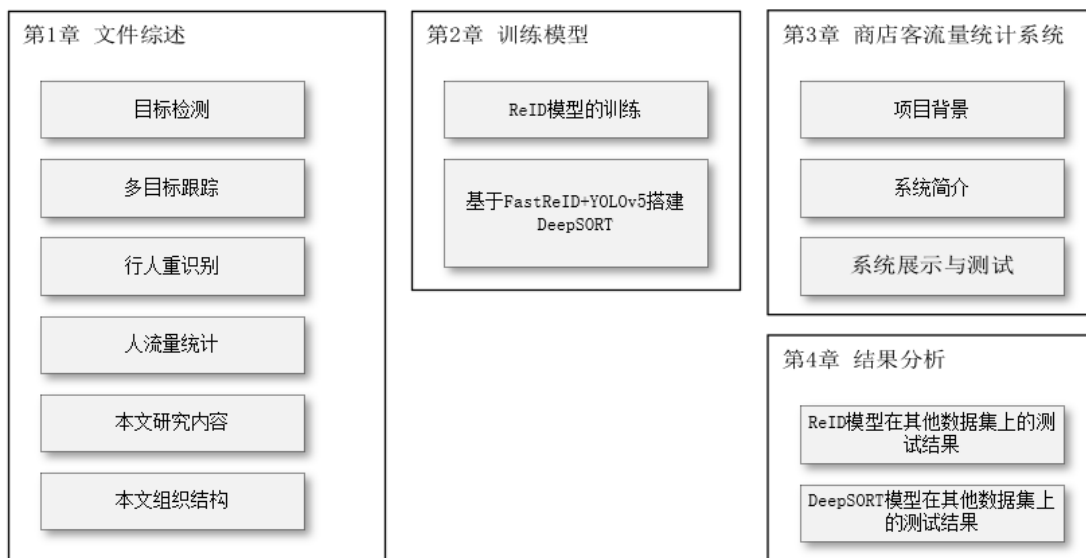 第1章 文件综述
目标检测
多目标跟踪
行人重识别
人流量统计
本文研究内容
本文组织结构
第2章 训练模型
ReID模型的训练
基于FastReID+YOLOv5搭建
DeepSORT
第3章 商店客流量统计系统
项目背景
系统简介
系统展示与测试
第4章 结果分析
ReID模型在其他数据集上的测
试结果
DeepSORT模型在其他数据集上
的测试结果